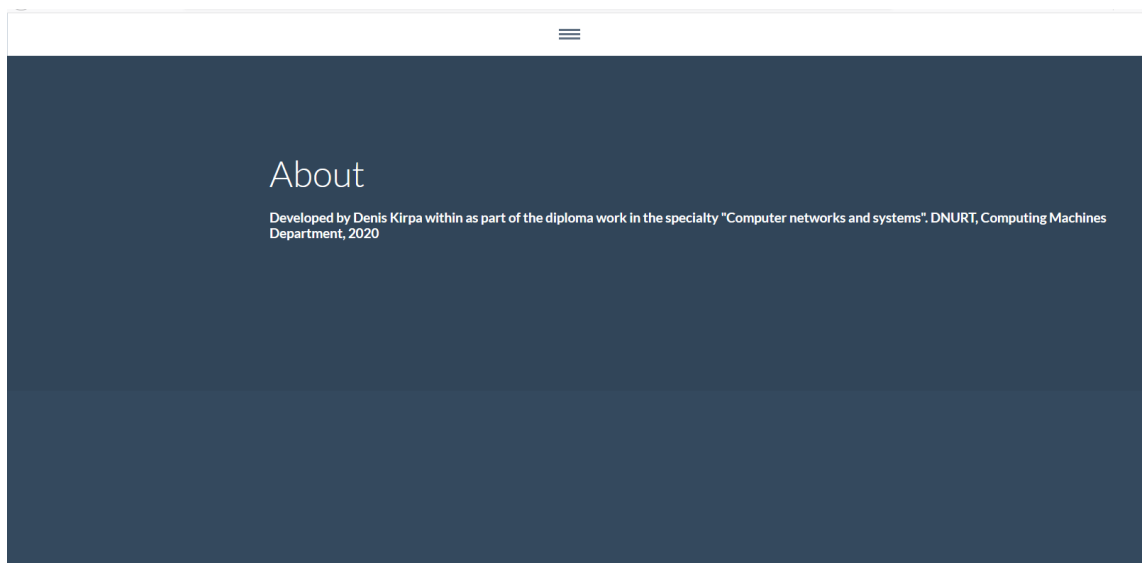 About
Developed by Denis Kirpa within as part of the diploma work in the specialty "Computer networks and systems". DNURT, Computing Machines
Department, 2020